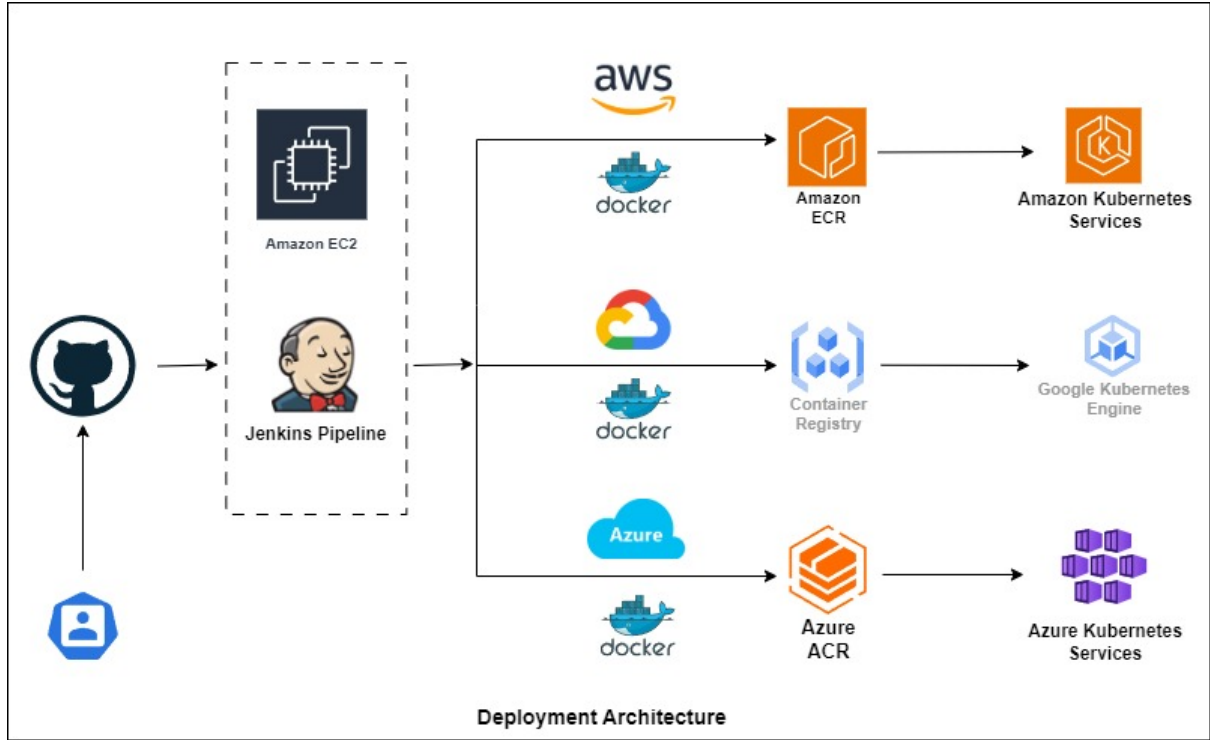 aws
docker
Amazon
ECR
Amazon Kubernetes
Services
Amazon EC2
Jenkins Pipeline
docker
Container
Registry
Google Kubernetes
Engine
Azure
docker
Azure
ACR
Azure Kubernetes
Services
Deployment Architecture